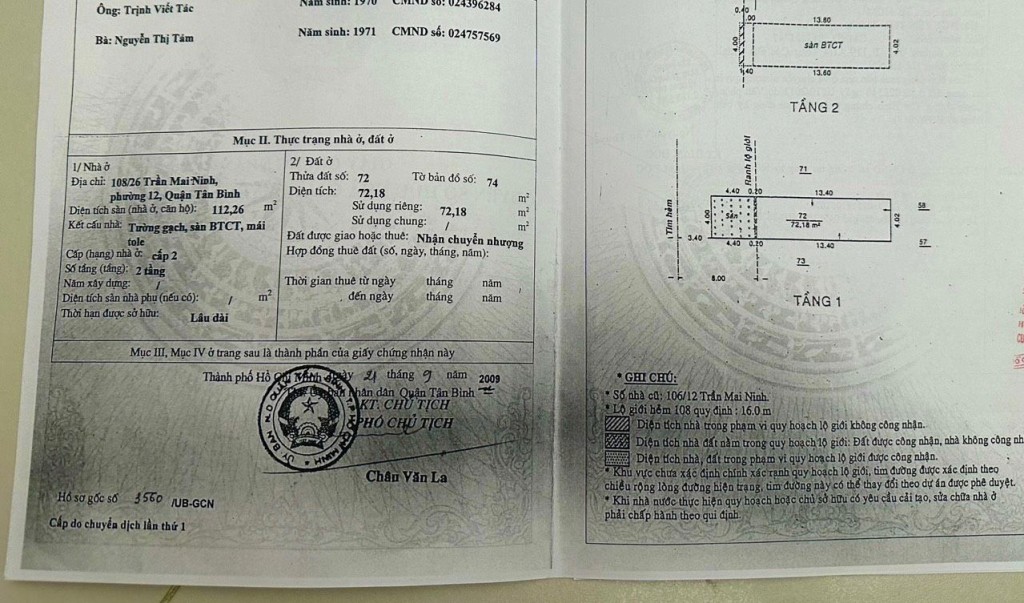 Ông: Trịnh Viết Tác Năm sinh: 1970 CMND số: 024396284
Bà: Nguyễn Thị Tám Năm sinh: 1971 CMND số: 024757569
Mục II. Thực trạng nhà ở, đất ở
1/ Nhà ở
Địa chỉ: 108/26 Trần Mai Ninh,
phường 12, Quận Tân Bình
Diện tích sàn (nhà ở, căn hộ): 112,26 m²
Kết cấu nhà: Tường gạch, sàn BTCT, mái
tole
Cấp (hạng) nhà ở: cấp 2
Số tầng (tầng): 2 tầng
Năm xây dựng: /
Diện tích sàn nhà phụ (nếu có): / m²
Thời hạn được sở hữu: Lâu dài
2/ Đất ở
Thửa đất số: 72 Tờ bản đồ số: 74
Diện tích: 72,18 m²
Sử dụng riêng: 72,18 m²
Sử dụng chung: / m²
Đất được giao hoặc thuê: Nhận chuyển nhượng
Hợp đồng thuê đất (số, ngày, tháng, năm):
Thời gian thuê từ ngày tháng năm
đến ngày tháng năm
Mục III, Mục IV ở trang sau là thành phần của giấy chứng nhận này
Thành phố Hồ Chí Minh, ngày 21 tháng 9 năm 2009
nhân dân Quận Tân Bình
KT. CHỦ TỊCH
PHÓ CHỦ TỊCH
Châu Văn La
Hồ sơ gốc số 3560 /UB-GCN
Cấp do chuyển dịch lần thứ 1
0.40
.00 13.60
4.00 sàn BTCT 4.02
.40 13.60
TẦNG 2
Tim hẻm
Ranh lộ giới
71
4.40 0.20 13.40
4.00 sân 72 4.02 58
72,18 m²
3.40 4.40 0.20 13.40 57
73
8.00
TẦNG 1
* GHI CHÚ:
* Số nhà cũ: 106/12 Trần Mai Ninh.
* Lộ giới hẻm 108 quy định : 16.0 m
Diện tích nhà trong phạm vi quy hoạch lộ giới không công nhận.
Diện tích nhà đất nằm trong quy hoạch lộ giới: Đất được công nhận, nhà không công nh
Diện tích nhà, đất trong phạm vi quy hoạch lộ giới được công nhận.
* Khu vực chưa xác định chính xác ranh quy hoạch lộ giới, tim đường được xác định theo
chiều rộng lòng đường hiện trạng, tim đường này có thể thay đổi theo dự án được phê duyệt.
* Khi nhà nước thực hiện quy hoạch hoặc chủ sở hữu có yêu cầu cải tạo, sửa chữa nhà ở
phải chấp hành theo qui định.